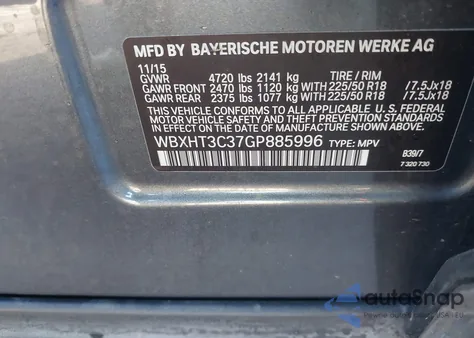 MFD BY BAYERISCHE MOTOREN WERKE AG
11/15
GVWR 4720 lbs 2141 kg TIRE / RIM
GAWR FRONT 2470 lbs 1120 kg WITH 225/50 R18 /7.5Jx18
GAWR REAR 2375 lbs 1077 kg WITH 225/50 R18 /7.5Jx18
THIS VEHICLE CONFORMS TO ALL APPLICABLE U. S. FEDERAL
MOTOR VEHICLE SAFETY, BUMPER, AND THEFT PREVENTION
STANDARDS IN EFFECT ON THE DATE OF MANUFACTURE SHOWN ABOVE.
WBXHT3C37GP885996 TYPE: MPV
B39/7
7 320 730
autoSnap